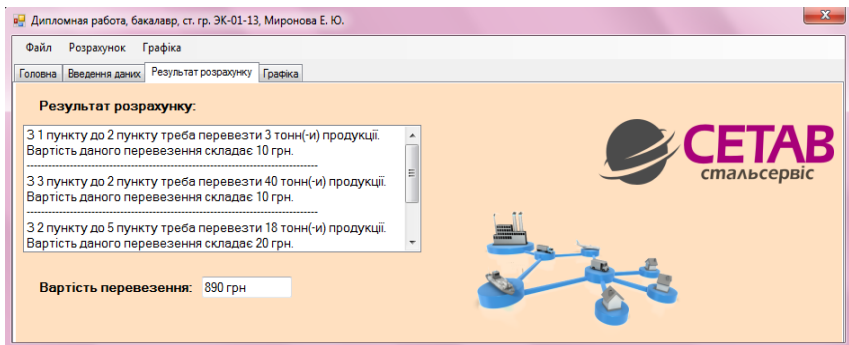 Дипломная работа, бакалавр, ст. гр. ЭК-01-13, Миронова Е. Ю.
Файл Розрахунок Графіка
Головна Введення даних Результат розрахунку Графіка
Результат розрахунку:
З 1 пункту до 2 пункту треба перевезти 3 тонн(-и) продукції.
Вартість даного перевезення складає 10 грн.
--------------------------------------------------------------------------------
З 3 пункту до 2 пункту треба перевезти 40 тонн(-и) продукції.
Вартість даного перевезення складає 10 грн.
--------------------------------------------------------------------------------
З 2 пункту до 5 пункту треба перевезти 18 тонн(-и) продукції.
Вартість даного перевезення складає 20 грн.
СЕТАВ
стальсервіс
Вартість перевезення: 890 грн